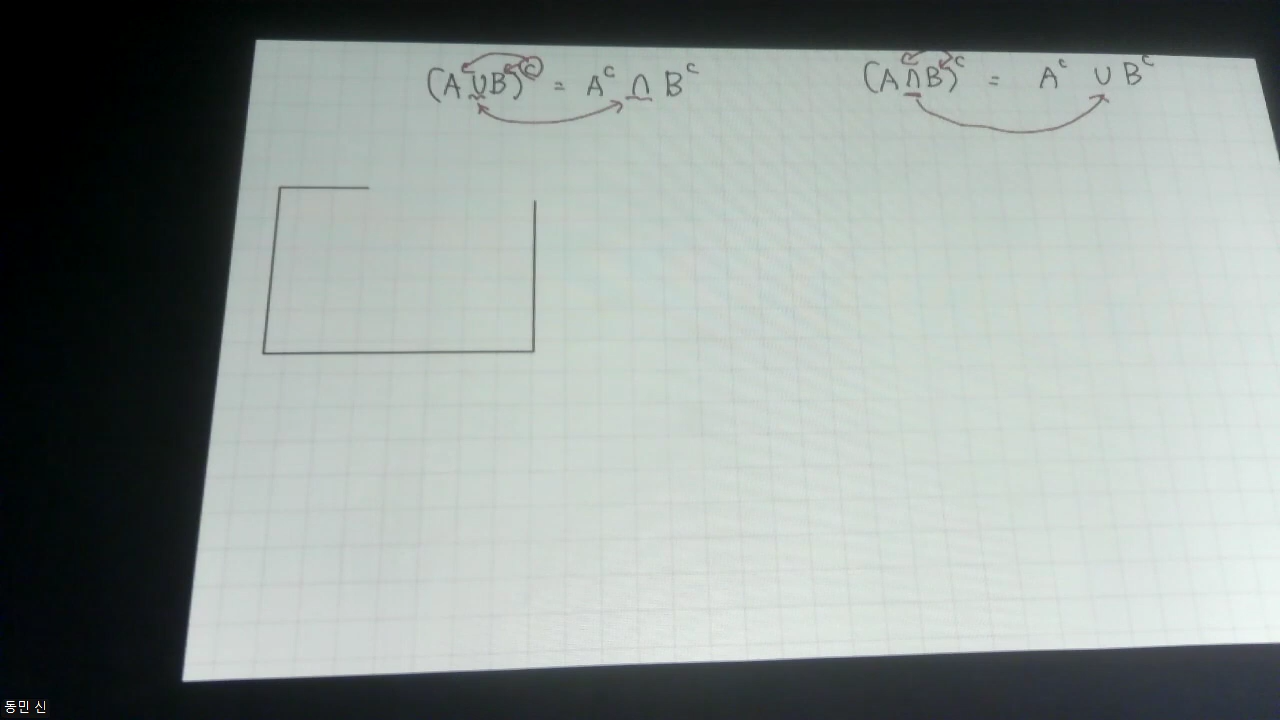 (A∪B)ᶜ = Aᶜ ∩ Bᶜ (A∩B)ᶜ = Aᶜ ∪ Bᶜ
동민 신